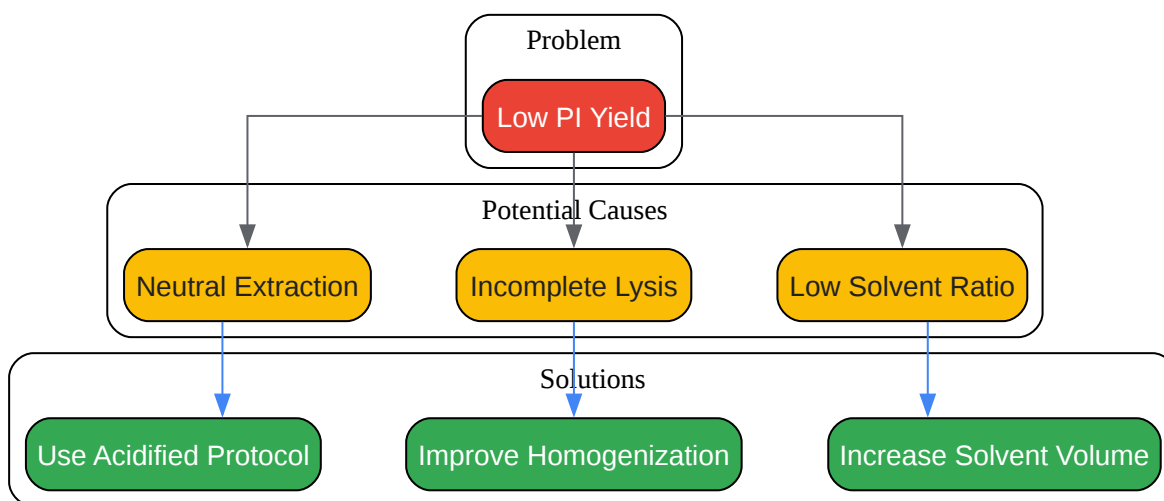 Problem
Low PI Yield
Potential Causes
Neutral Extraction
Incomplete Lysis
Low Solvent Ratio
Solutions
Use Acidified Protocol
Improve Homogenization
Increase Solvent Volume